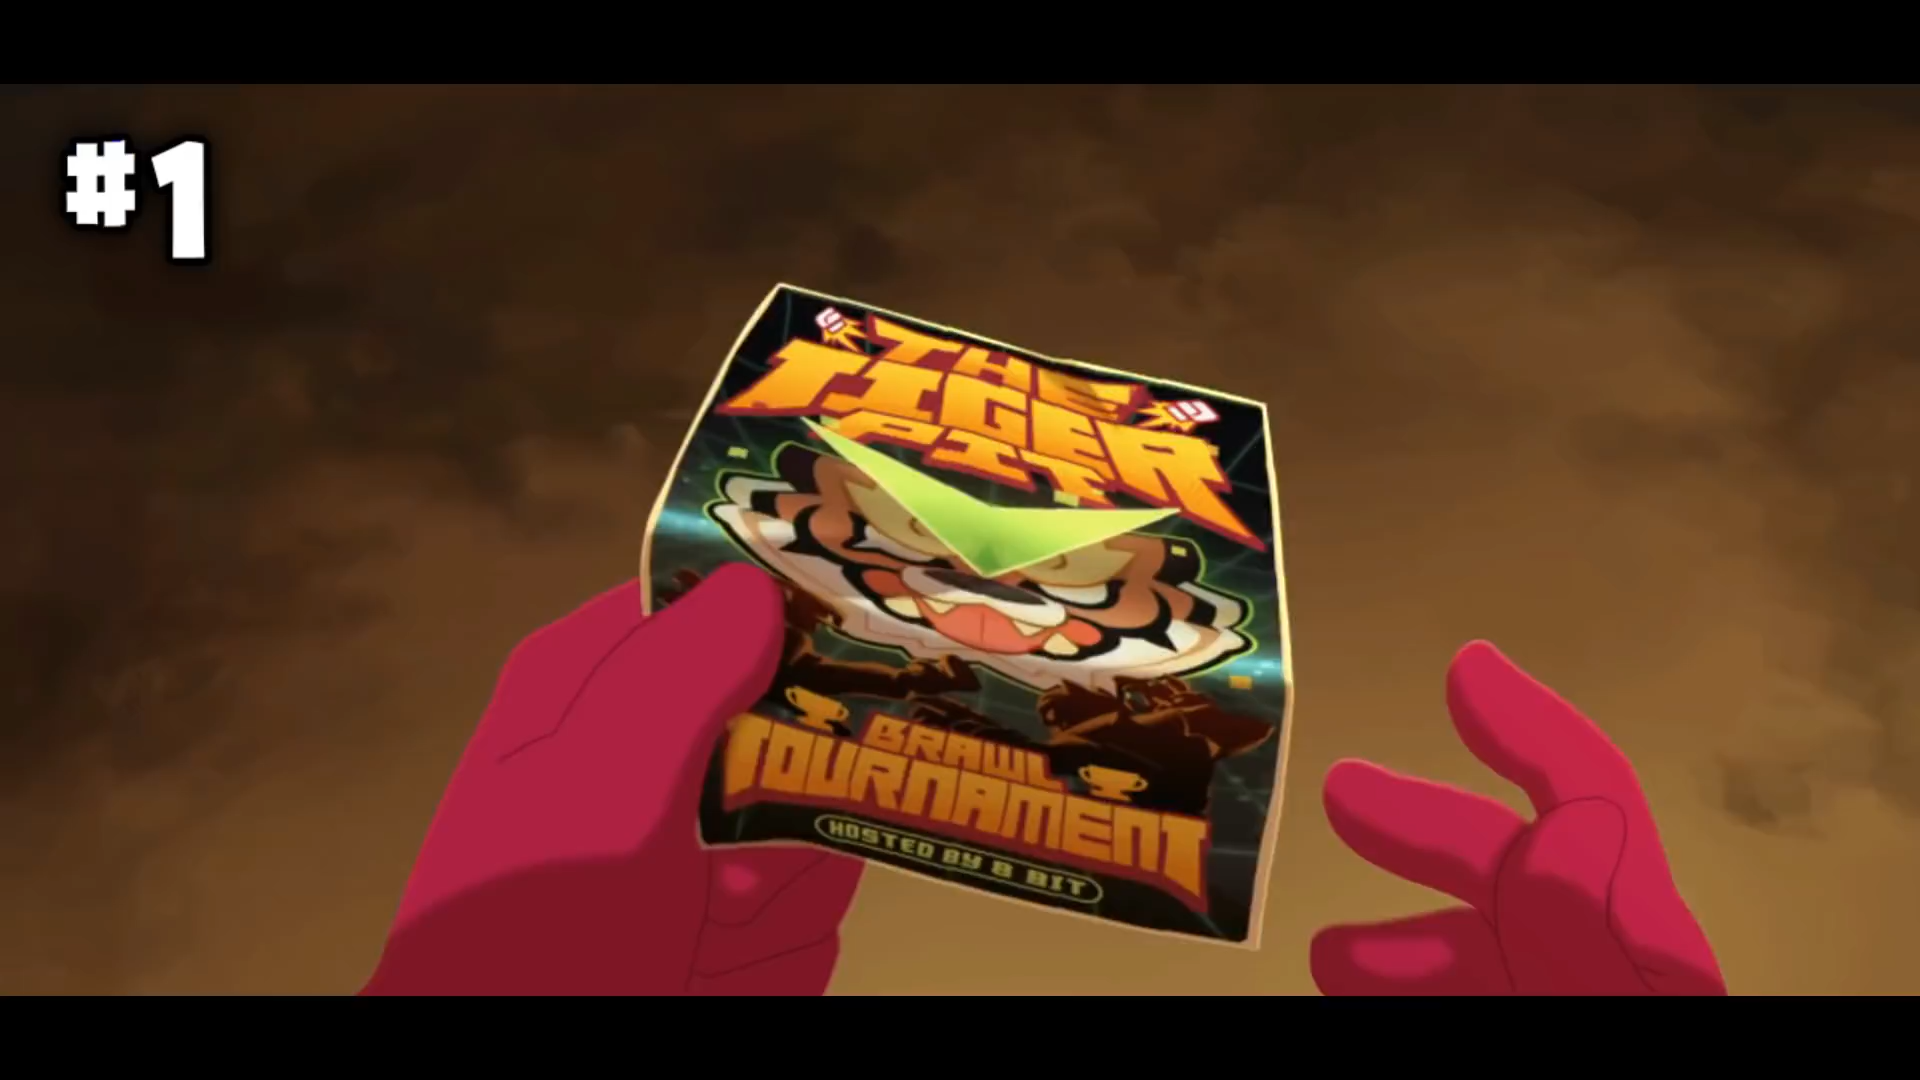 #1
THE
TIGER
PIT
BRAWL
TOURNAMENT
HOSTED BY 8 BIT